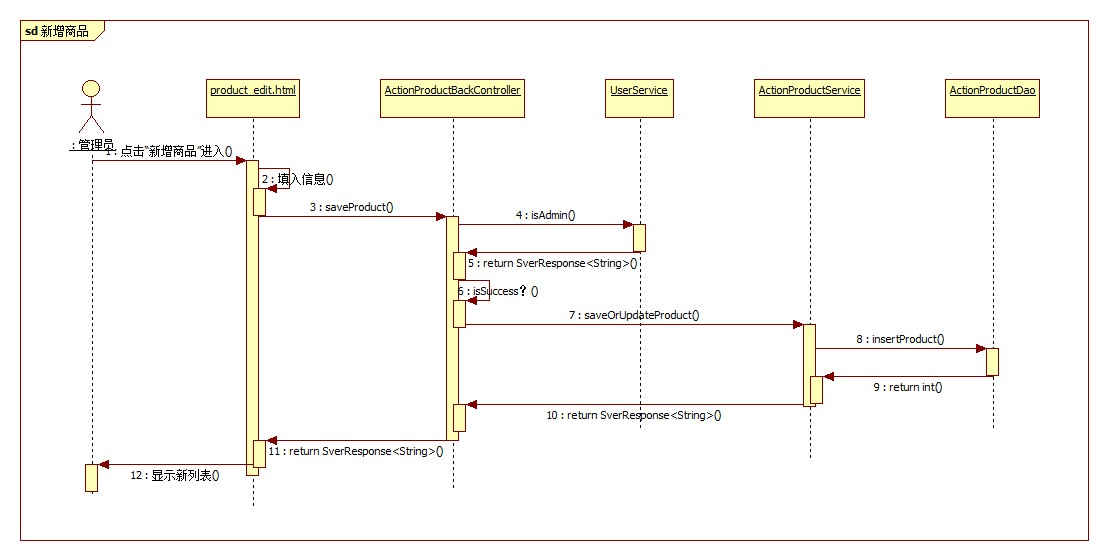 sd 新增商品
product_edit.html
ActionProductBackController
UserService
ActionProductService
ActionProductDao
: 管理员
1 : 点击"新增商品"进入()
2 : 填入信息()
3 : saveProduct()
4 : isAdmin()
5 : return SverResponse<String>()
6 : isSuccess？()
7 : saveOrUpdateProduct()
8 : insertProduct()
9 : return int()
10 : return SverResponse<String>()
11 : return SverResponse<String>()
12 : 显示新列表()